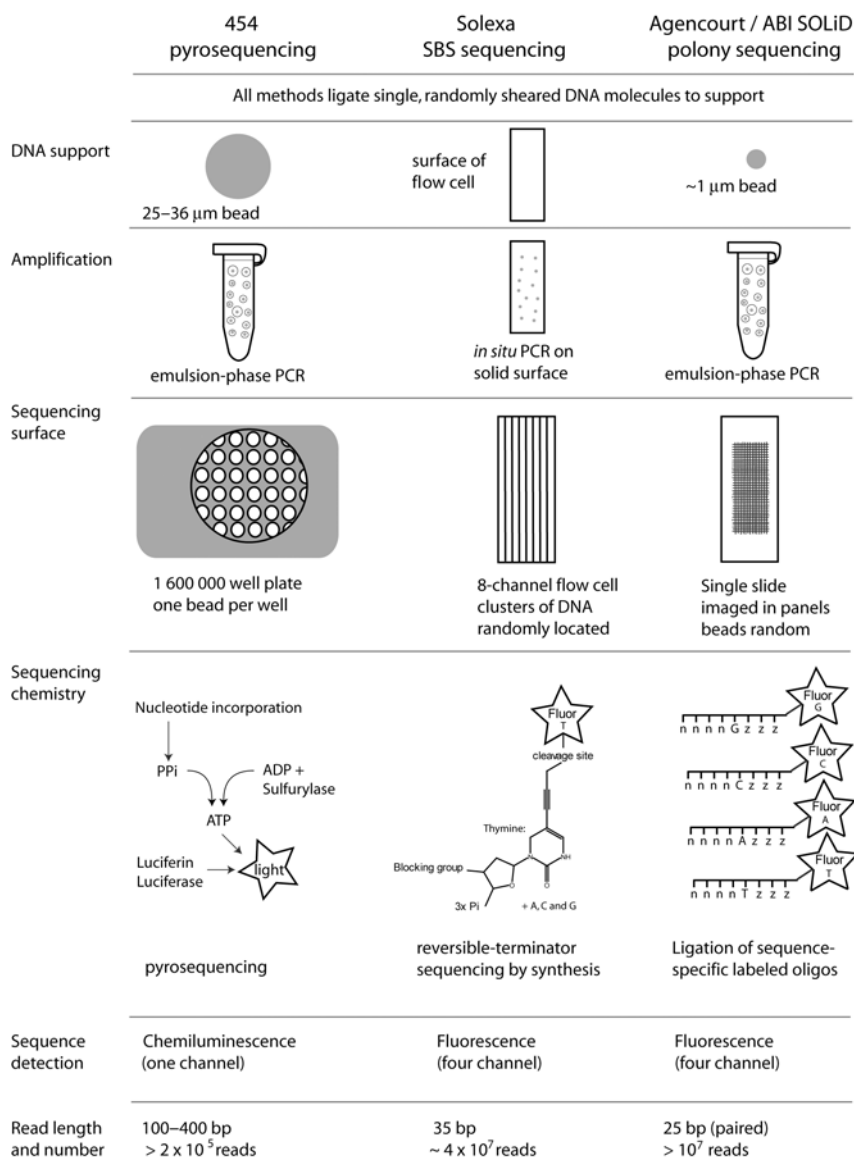 454
pyrosequencing
Solexa
SBS sequencing
Agencourt / ABI SOLiD
polony sequencing
All methods ligate single, randomly sheared DNA molecules to support
DNA support
25–36 μm bead
surface of
flow cell
~1 μm bead
Amplification
emulsion-phase PCR
in situ PCR on
solid surface
emulsion-phase PCR
Sequencing
surface
1 600 000 well plate
one bead per well
8-channel flow cell
clusters of DNA
randomly located
Single slide
imaged in panels
beads random
Sequencing
chemistry
Nucleotide incorporation
PPi
ADP +
Sulfurylase
ATP
Luciferin
Luciferase
light
pyrosequencing
Fluor
T
cleavage site
Thymine:
N
NH
O
O
Blocking group
3x Pi
+ A, C and G
reversible-terminator
sequencing by synthesis
Fluor
G
n n n n G z z z
Fluor
C
n n n n C z z z
Fluor
A
n n n n A z z z
Fluor
T
n n n n T z z z
Ligation of sequence-
specific labeled oligos
Sequence
detection
Chemiluminescence
(one channel)
Fluorescence
(four channel)
Fluorescence
(four channel)
Read length
and number
100–400 bp
> 2 x 10⁵ reads
35 bp
~ 4 x 10⁷ reads
25 bp (paired)
> 10⁷ reads